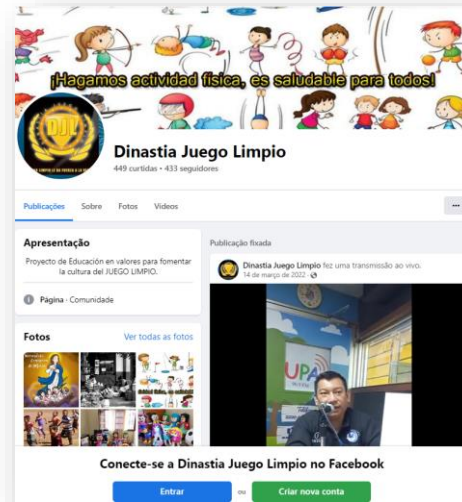 ¡Hagamos actividad física, es saludable para todos!
DJL
Dinastia Juego Limpio
449 curtidas • 433 seguidores
Publicações Sobre Fotos Vídeos
Apresentação
Proyecto de Educación en valores para fomentar
la cultura del JUEGO LIMPIO.
Página · Comunidade
Fotos
Ver todas as fotos
Publicação fixada
Dinastia Juego Limpio fez uma transmissão ao vivo.
14 de março de 2022
UPA
Conecte-se a Dinastia Juego Limpio no Facebook
Entrar
ou
Criar nova conta